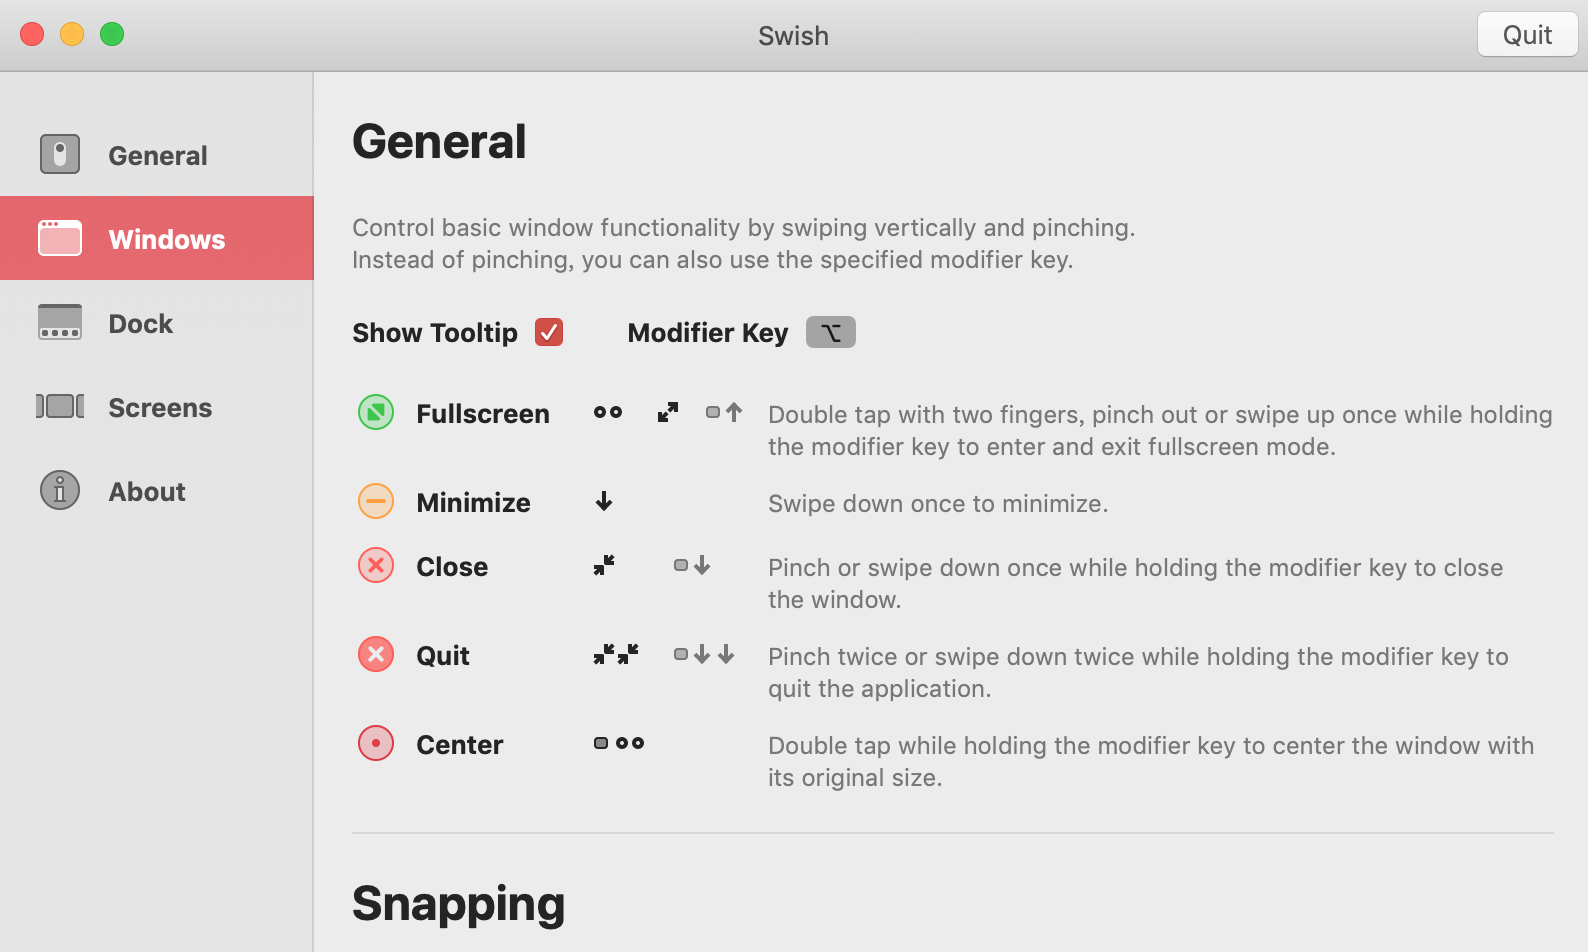 Swish
Quit
General
Windows
Dock
Screens
About
General
Control basic window functionality by swiping vertically and pinching.
Instead of pinching, you can also use the specified modifier key.
Show Tooltip
Modifier Key ⌥
Fullscreen
Double tap with two fingers, pinch out or swipe up once while holding
the modifier key to enter and exit fullscreen mode.
Minimize
Swipe down once to minimize.
Close
Pinch or swipe down once while holding the modifier key to close
the window.
Quit
Pinch twice or swipe down twice while holding the modifier key to
quit the application.
Center
Double tap while holding the modifier key to center the window with
its original size.
Snapping